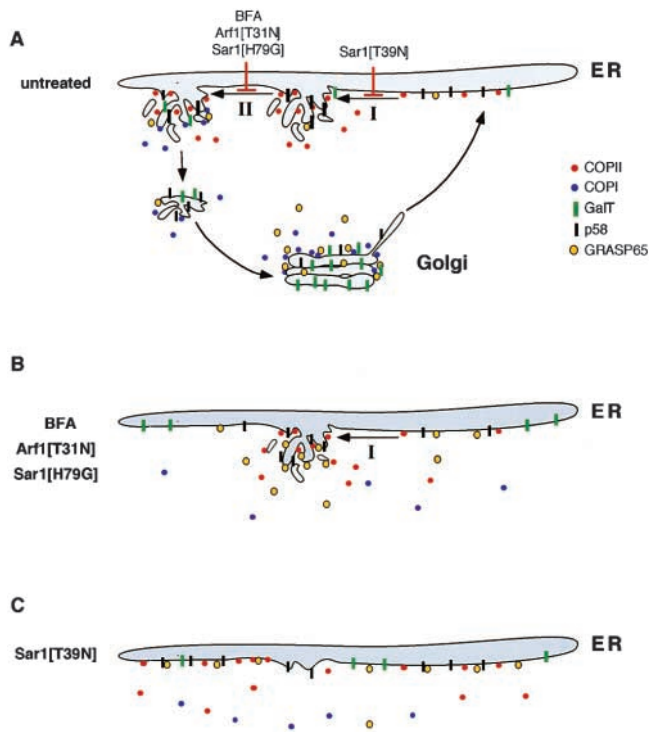 A
BFA
Arf1[T31N]
Sar1[H79G]
Sar1[T39N]
untreated
ER
II
I
COPII
COPI
GalT
p58
GRASP65
Golgi
B
BFA
Arf1[T31N]
Sar1[H79G]
ER
I
C
Sar1[T39N]
ER